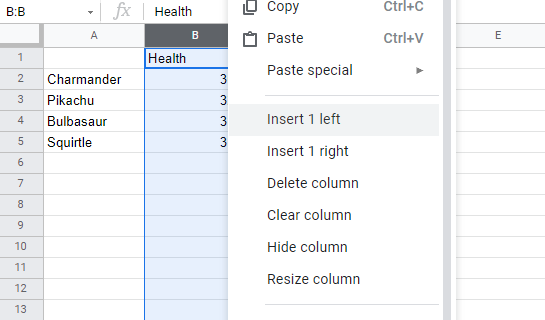 B:B fx Health
Copy Ctrl+C
Paste Ctrl+V
Paste special
Insert 1 left
Insert 1 right
Delete column
Clear column
Hide column
Resize column
A B E
1 Health
2 Charmander 3
3 Pikachu 3
4 Bulbasaur 3
5 Squirtle 3
6
7
8
9
10
11
12
13